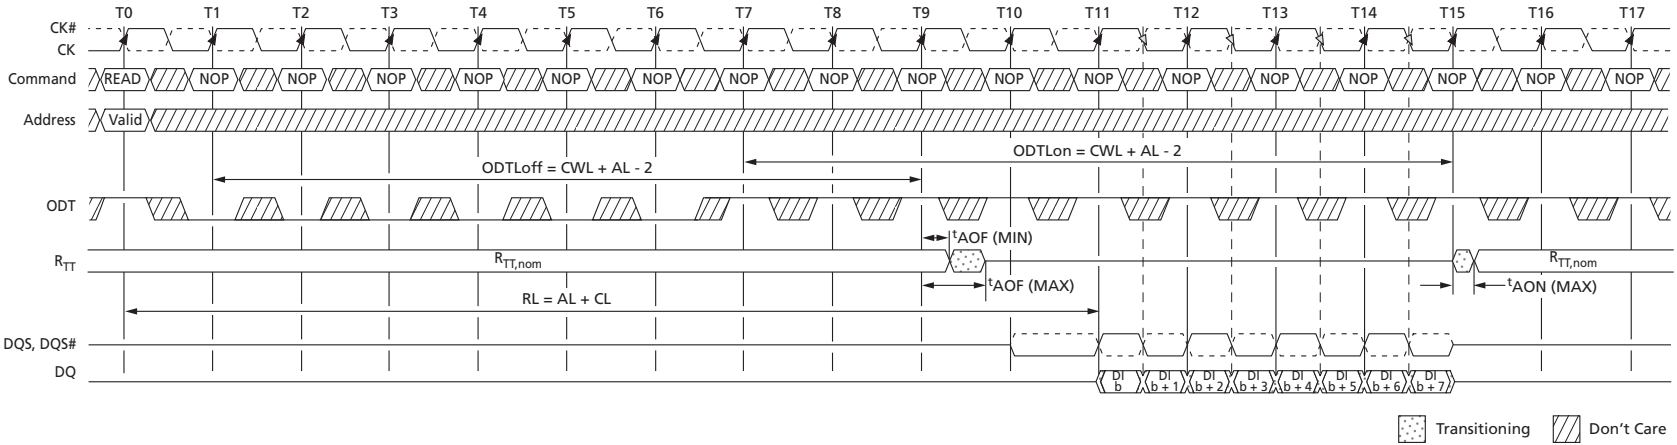 T0 T1 T2 T3 T4 T5 T6 T7 T8 T9 T10 T11 T12 T13 T14 T15 T16 T17
CK#
CK
Command READ NOP NOP NOP NOP NOP NOP NOP NOP NOP NOP NOP NOP NOP NOP NOP NOP NOP
Address Valid
ODTLon = CWL + AL - 2
ODTLoff = CWL + AL - 2
ODT
tAOF (MIN)
RTT RTT,nom RTT,nom
tAOF (MAX) tAON (MAX)
RL = AL + CL
DQS, DQS#
DQ
DI b DI b + 1 DI b + 2 DI b + 3 DI b + 4 DI b + 5 DI b + 6 DI b + 7
Transitioning Don't Care